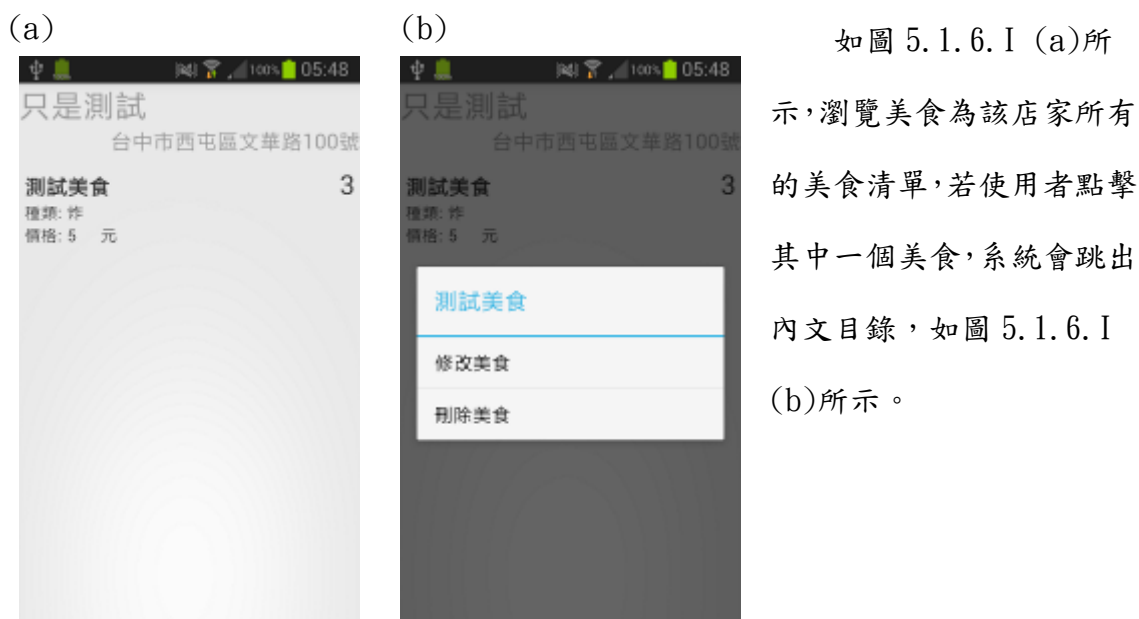 (a)
100% 05:48
只是測試
台中市西屯區文華路100號
測試美食 3
種類: 炸
價格: 5 元
(b)
100% 05:48
只是測試
台中市西屯區文華路100號
測試美食 3
種類: 炸
價格: 5 元
測試美食
修改美食
刪除美食
如圖 5.1.6.I (a)所
示,瀏覽美食為該店家所有
的美食清單,若使用者點擊
其中一個美食,系統會跳出
內文目錄,如圖 5.1.6.I
(b)所示。